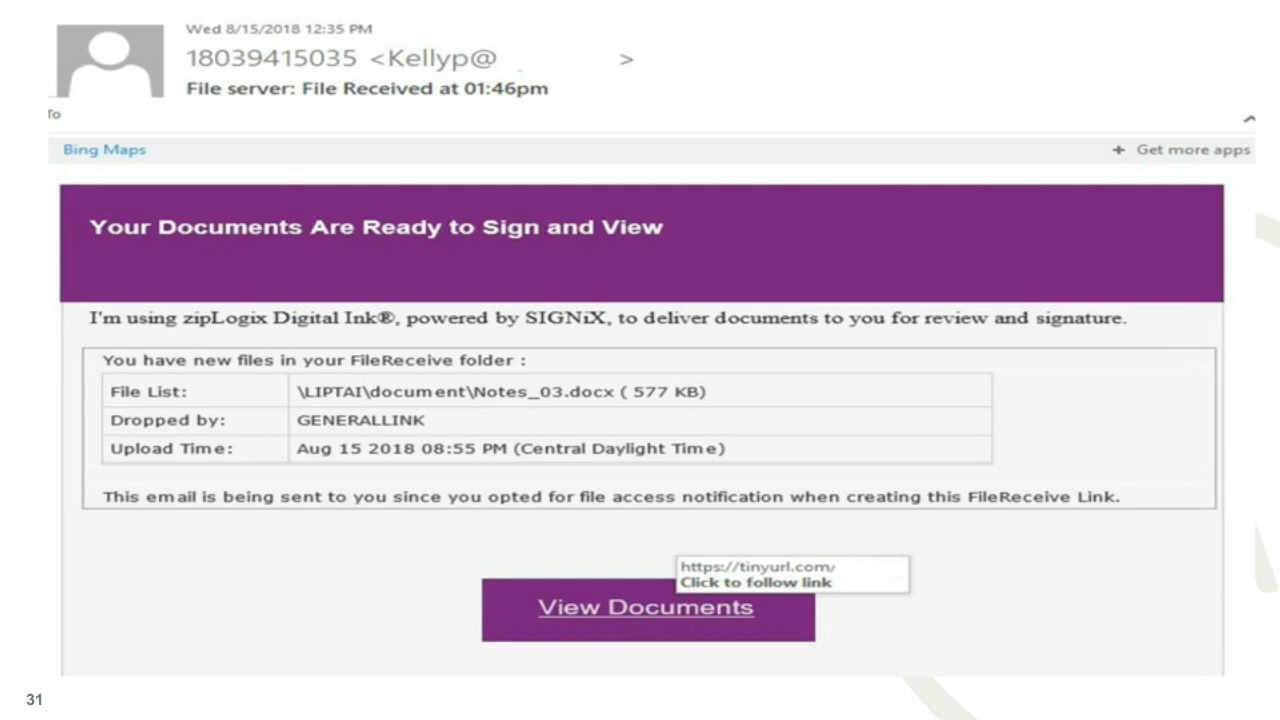 Wed 8/15/2018 12:35 PM
18039415035 <Kellyp@ >
File server: File Received at 01:46pm
To
Bing Maps + Get more apps
Your Documents Are Ready to Sign and View
I'm using zipLogix Digital Ink®, powered by SIGNiX, to deliver documents to you for review and signature.
You have new files in your FileReceive folder :
File List: \LIPTAI\document\Notes_03.docx ( 577 KB)
Dropped by: GENERALLINK
Upload Time: Aug 15 2018 08:55 PM (Central Daylight Time)
This email is being sent to you since you opted for file access notification when creating this FileReceive Link.
https://tinyurl.com/
Click to follow link
View Documents
31